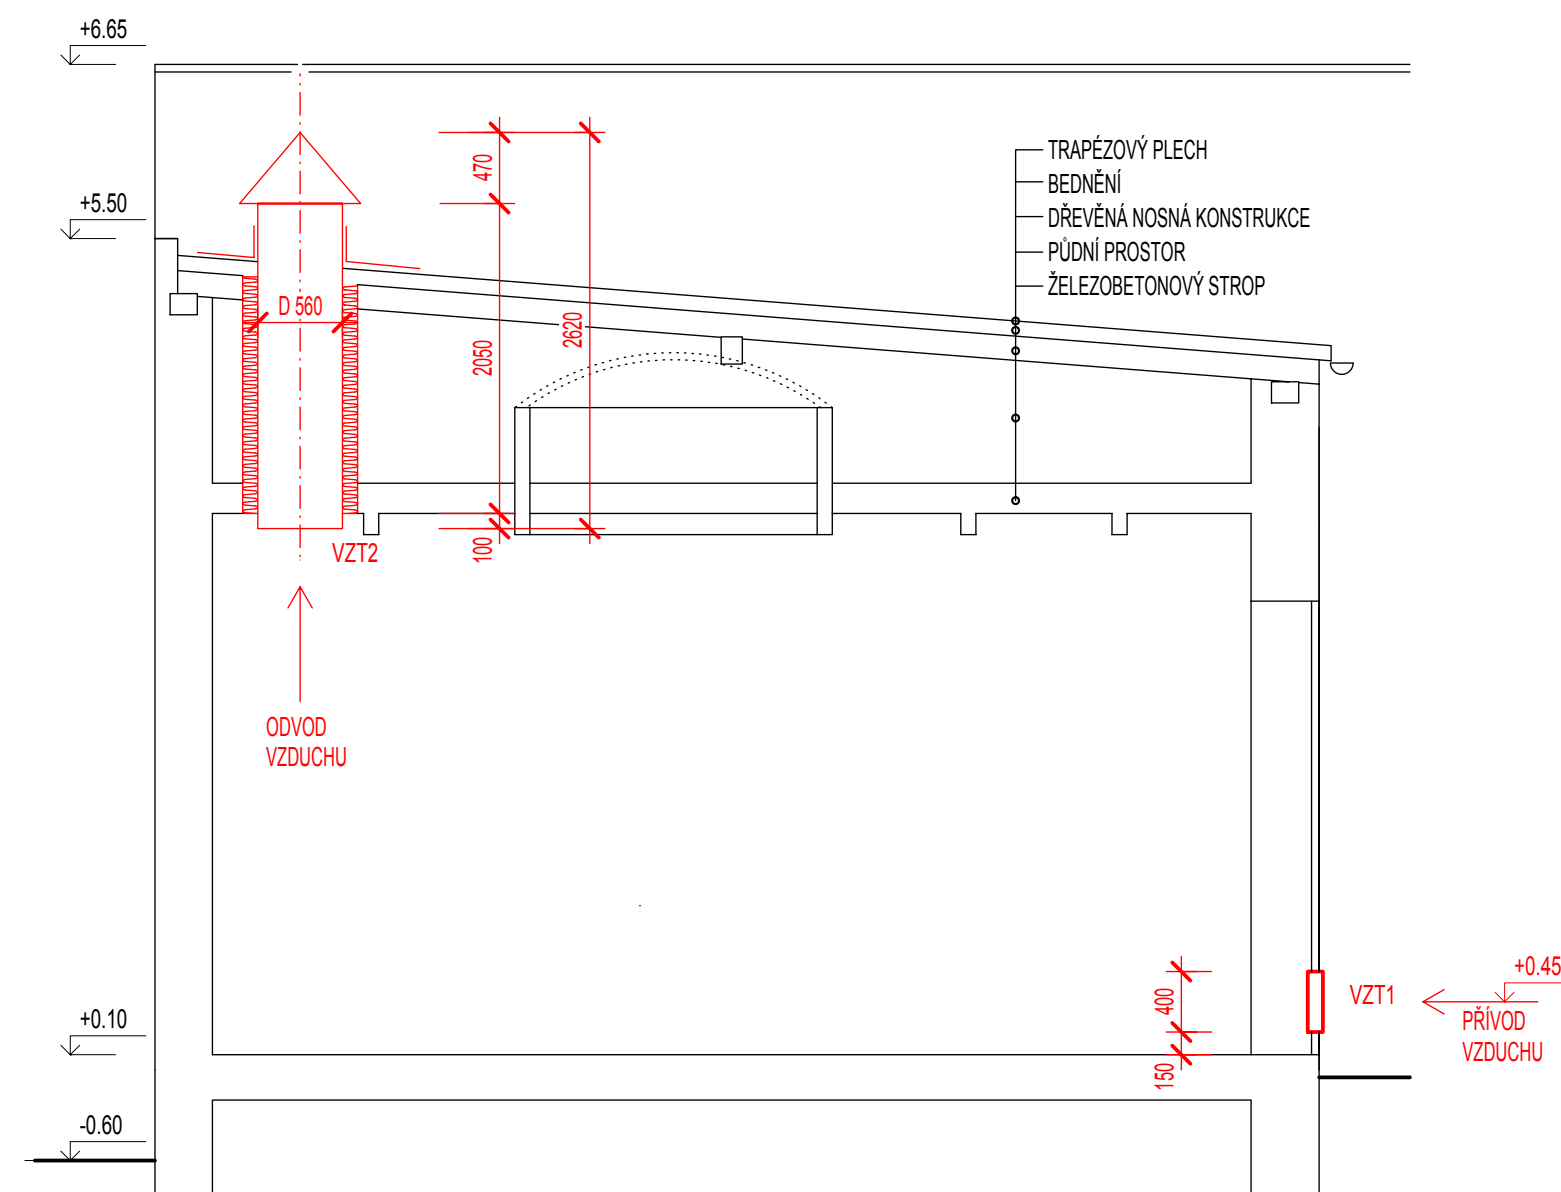 +6.65
+5.50
470
TRAPÉZOVÝ PLECH
BEDNĚNÍ
DŘEVĚNÁ NOSNÁ KONSTRUKCE
PŮDNÍ PROSTOR
ŽELEZOBETONOVÝ STROP
D 560
2050
2620
100
VZT2
ODVOD
VZDUCHU
+0.45
VZT1
PŘÍVOD
VZDUCHU
400
150
+0.10
-0.60